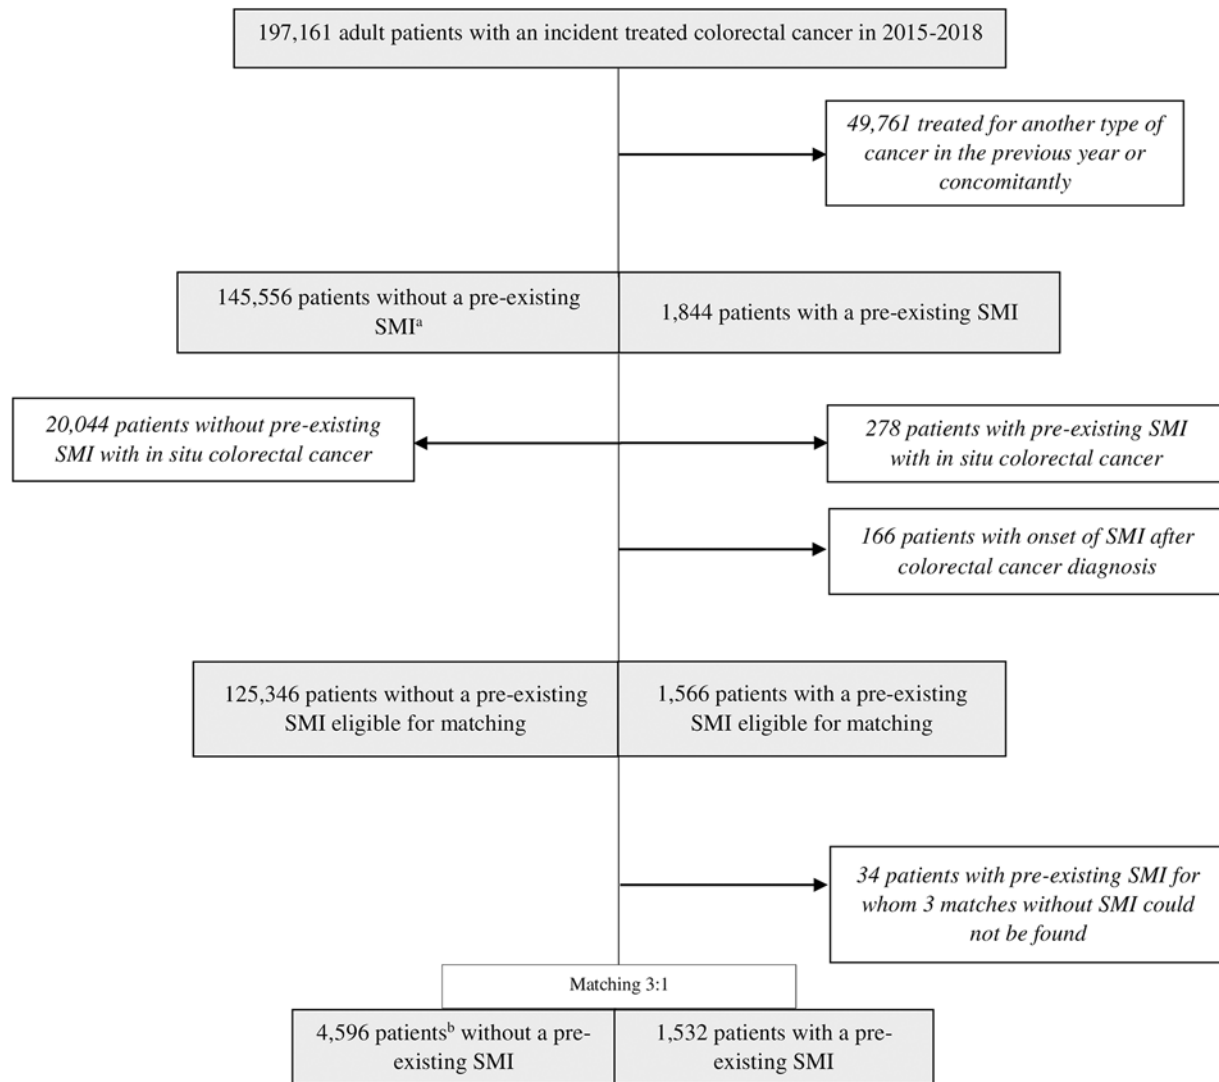 197,161 adult patients with an incident treated colorectal cancer in 2015-2018
49,761 treated for another type of
cancer in the previous year or
concomitantly
145,556 patients without a pre-existing
SMIᵃ
1,844 patients with a pre-existing SMI
20,044 patients without pre-existing
SMI with in situ colorectal cancer
278 patients with pre-existing SMI
with in situ colorectal cancer
166 patients with onset of SMI after
colorectal cancer diagnosis
125,346 patients without a pre-existing
SMI eligible for matching
1,566 patients with a pre-existing
SMI eligible for matching
34 patients with pre-existing SMI for
whom 3 matches without SMI could
not be found
Matching 3:1
4,596 patientsᵇ without a pre-
existing SMI
1,532 patients with a pre-
existing SMI